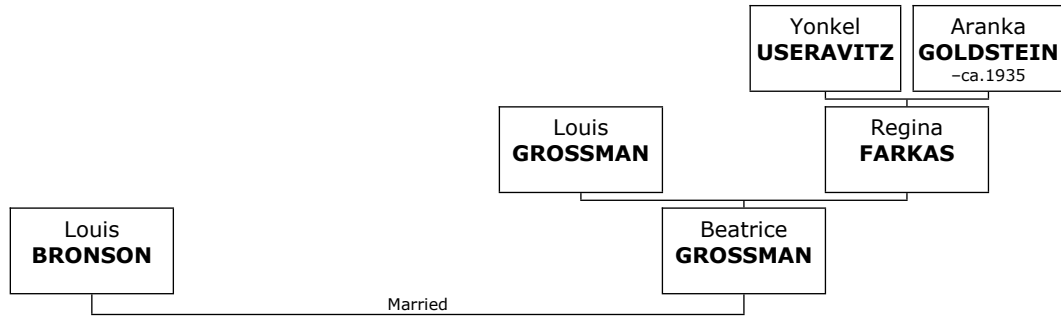 Yonkel
USERAVITZ
Aranka
GOLDSTEIN
–ca.1935
Louis
GROSSMAN
Regina
FARKAS
Louis
BRONSON
Beatrice
GROSSMAN
Married